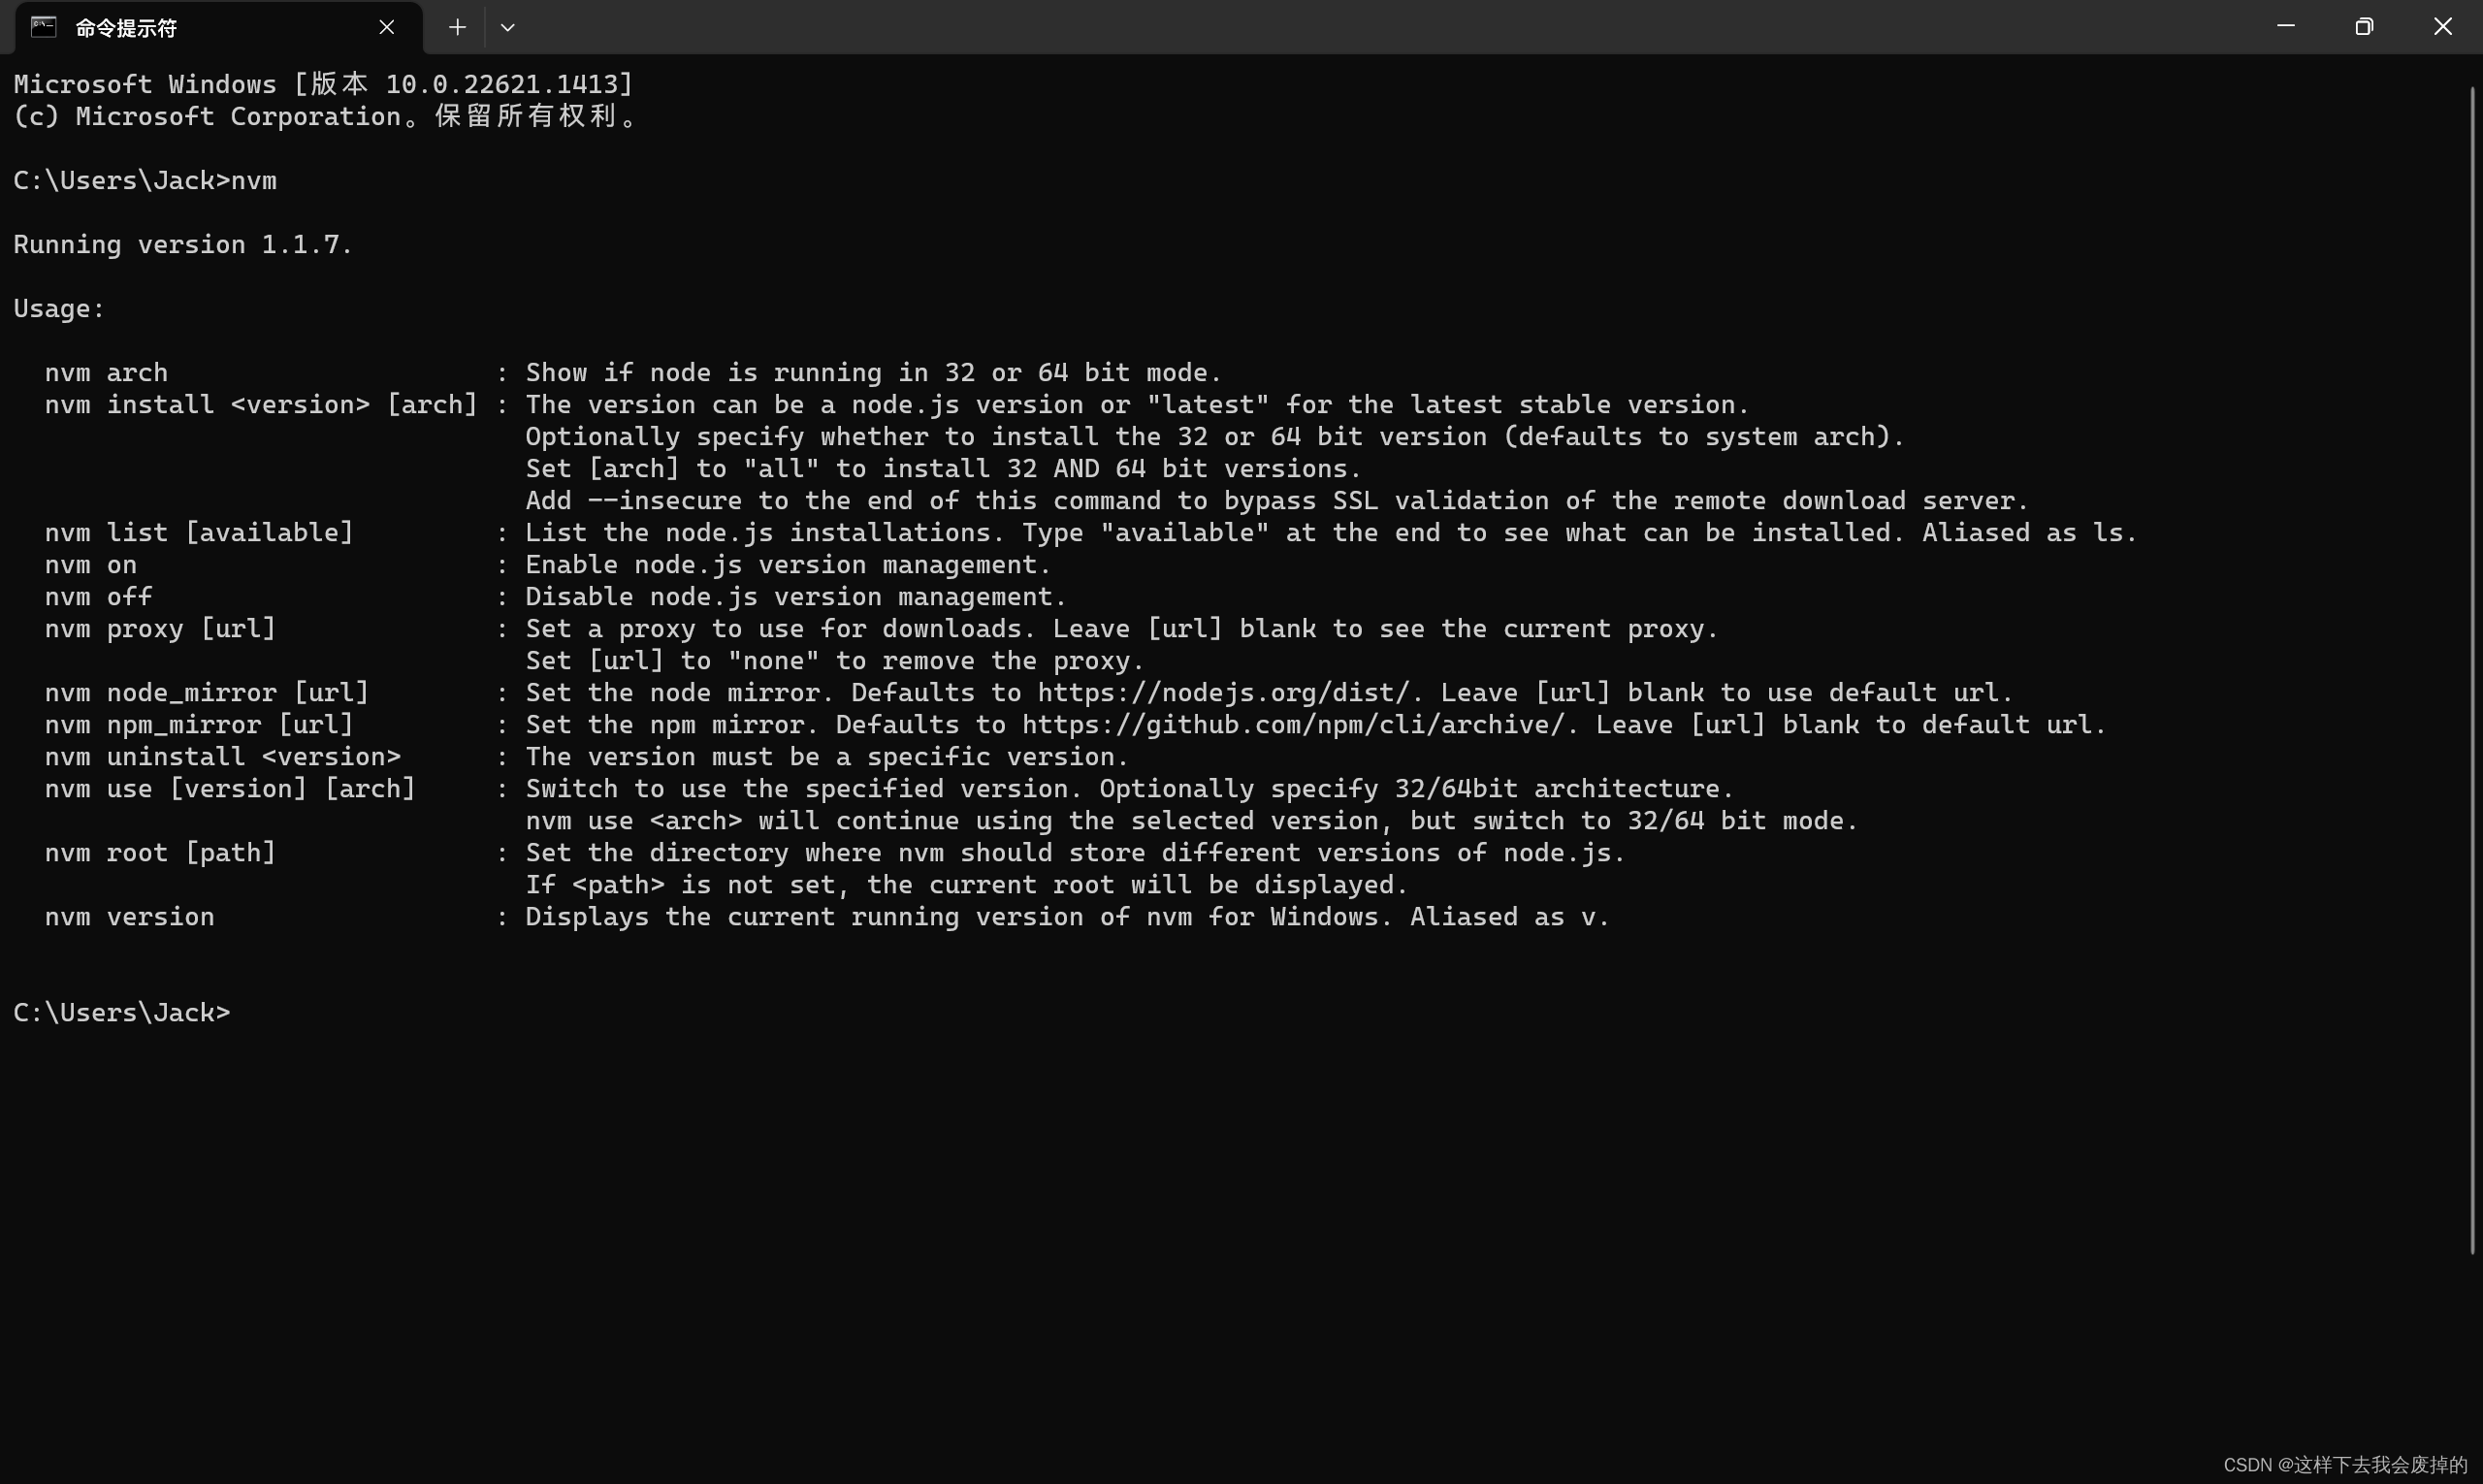 命令提示符
Microsoft Windows [版本 10.0.22621.1413]
(c) Microsoft Corporation。保留所有权利。
C:\Users\Jack>nvm
Running version 1.1.7.
Usage:
nvm arch : Show if node is running in 32 or 64 bit mode.
nvm install <version> [arch] : The version can be a node.js version or "latest" for the latest stable version.
Optionally specify whether to install the 32 or 64 bit version (defaults to system arch).
Set [arch] to "all" to install 32 AND 64 bit versions.
Add --insecure to the end of this command to bypass SSL validation of the remote download server.
nvm list [available] : List the node.js installations. Type "available" at the end to see what can be installed. Aliased as ls.
nvm on : Enable node.js version management.
nvm off : Disable node.js version management.
nvm proxy [url] : Set a proxy to use for downloads. Leave [url] blank to see the current proxy.
Set [url] to "none" to remove the proxy.
nvm node_mirror [url] : Set the node mirror. Defaults to https://nodejs.org/dist/. Leave [url] blank to use default url.
nvm npm_mirror [url] : Set the npm mirror. Defaults to https://github.com/npm/cli/archive/. Leave [url] blank to default url.
nvm uninstall <version> : The version must be a specific version.
nvm use [version] [arch] : Switch to use the specified version. Optionally specify 32/64bit architecture.
nvm use <arch> will continue using the selected version, but switch to 32/64 bit mode.
nvm root [path] : Set the directory where nvm should store different versions of node.js.
If <path> is not set, the current root will be displayed.
nvm version : Displays the current running version of nvm for Windows. Aliased as v.
C:\Users\Jack>
CSDN @这样下去我会废掉的